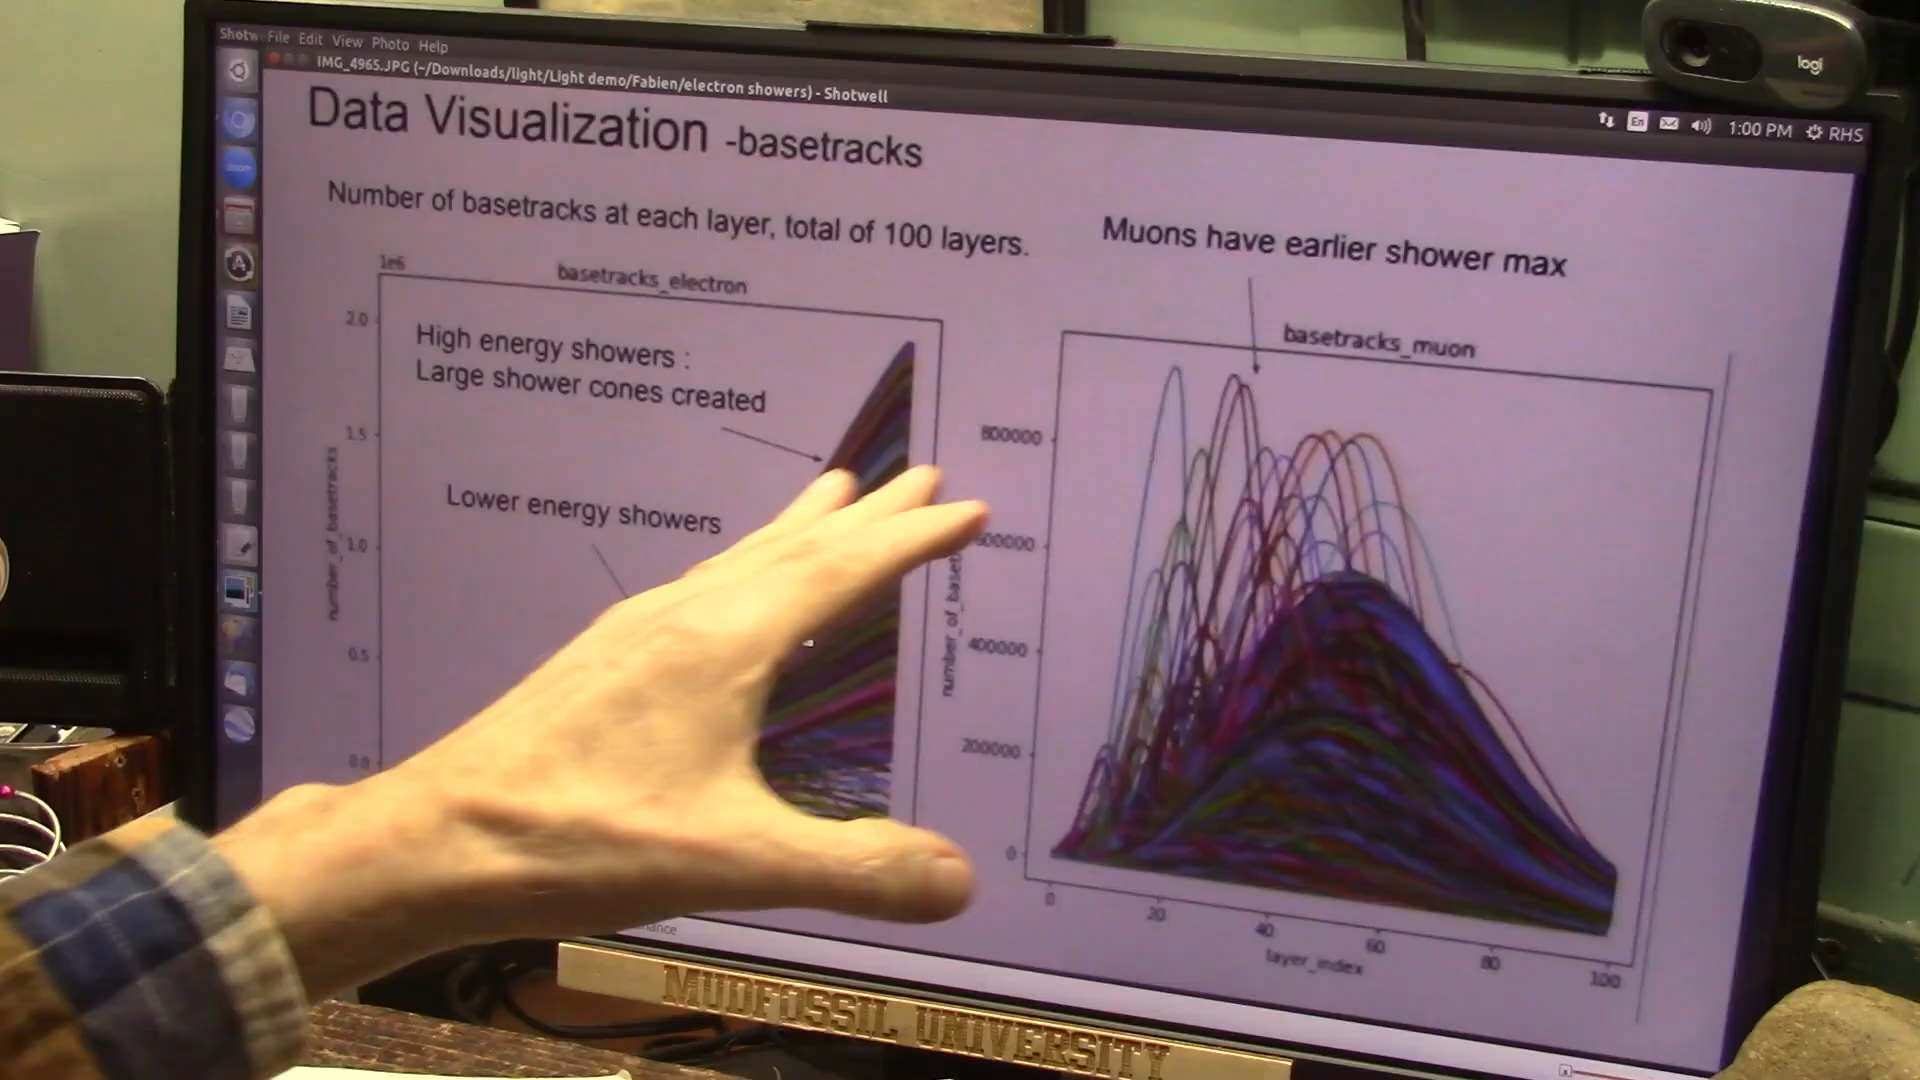 Shotw File Edit View Photo Help
IMG_4965.JPG (~/Downloads/light/Light demo/Fabien/electron showers) - Shotwell
logi
En 1:00 PM RHS
Data Visualization -basetracks
Number of basetracks at each layer, total of 100 layers.
Muons have earlier shower max
1e6
basetracks_electron
basetracks_muon
High energy showers :
Large shower cones created
Lower energy showers
2.0
1.5
1.0
0.5
0.0
number_of_basetracks
800000
600000
400000
200000
0
number_of_baset
0 20 40 60 80 100
layer_index
MUDFOSSIL UNIVERSITY